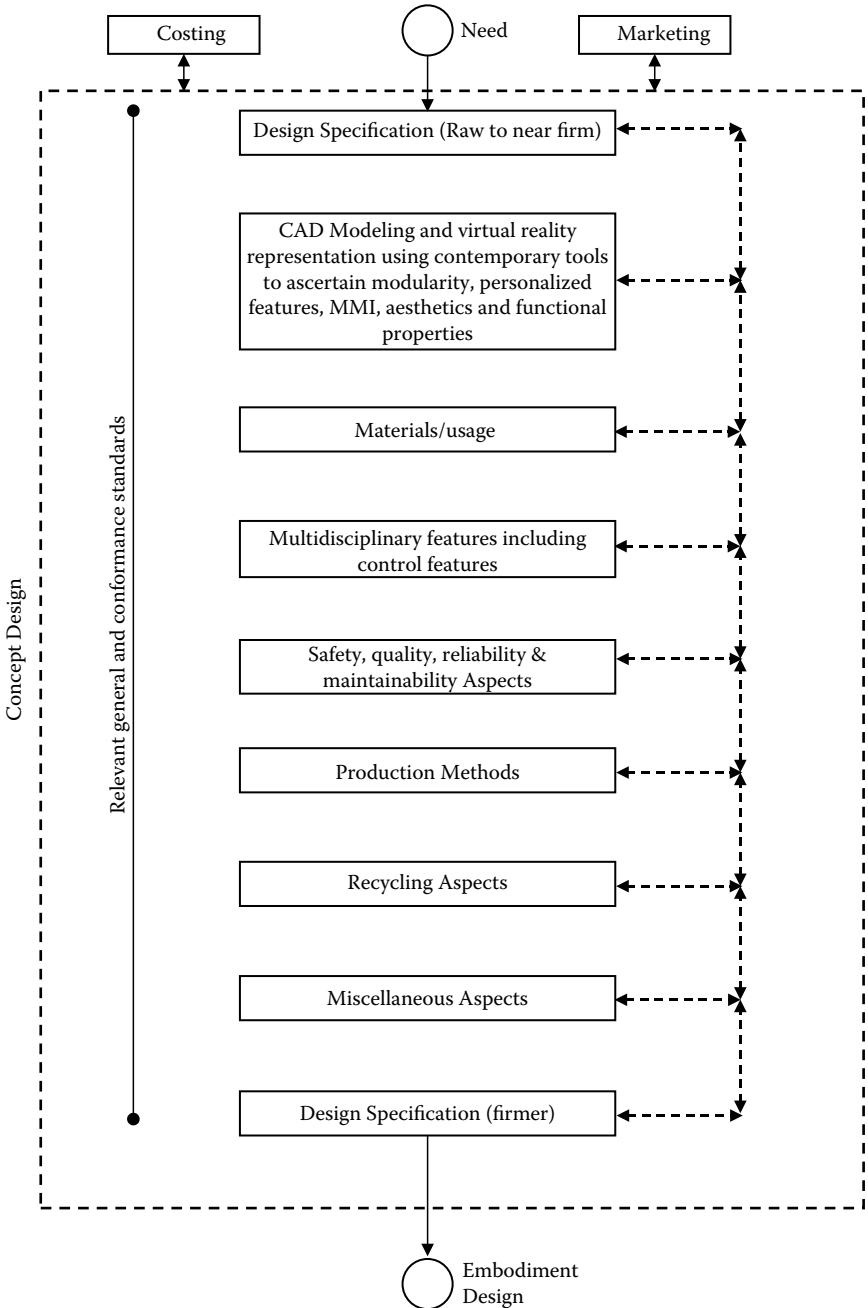 Costing
Need
Marketing
Design Specification (Raw to near firm)
CAD Modeling and virtual reality
representation using contemporary tools
to ascertain modularity, personalized
features, MMI, aesthetics and functional
properties
Materials/usage
Multidisciplinary features including
control features
Safety, quality, reliability &
maintainability Aspects
Production Methods
Recycling Aspects
Miscellaneous Aspects
Design Specification (firmer)
Relevant general and conformance standards
Concept Design
Embodiment
Design